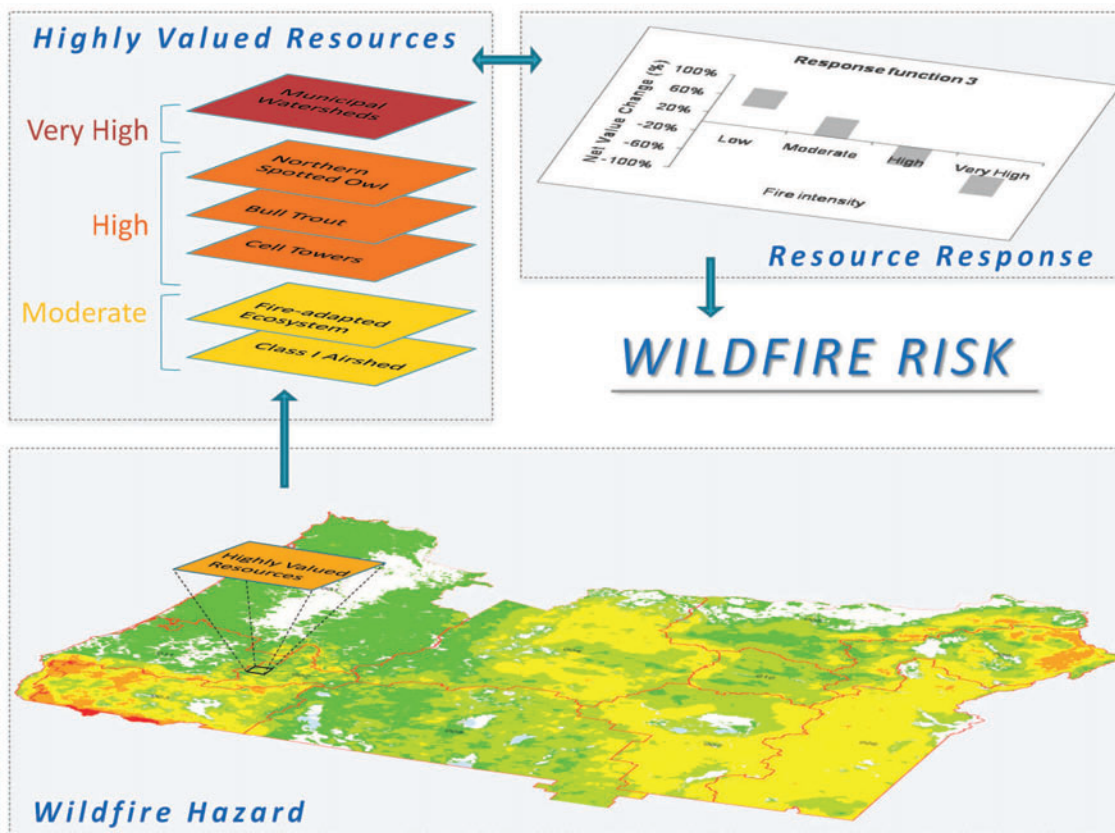 Highly Valued Resources
Very High
Municipal
Watersheds
High
Northern
Spotted Owl
Bull Trout
Cell Towers
Moderate
Fire-adapted
Ecosystem
Class I Airshed
Response function 3
Net Value Change (%)
100%
60%
20%
-20%
-60%
-100%
Low
Moderate
High
Very High
Fire intensity
Resource Response
WILDFIRE RISK
Highly Valued
Resources
Wildfire Hazard